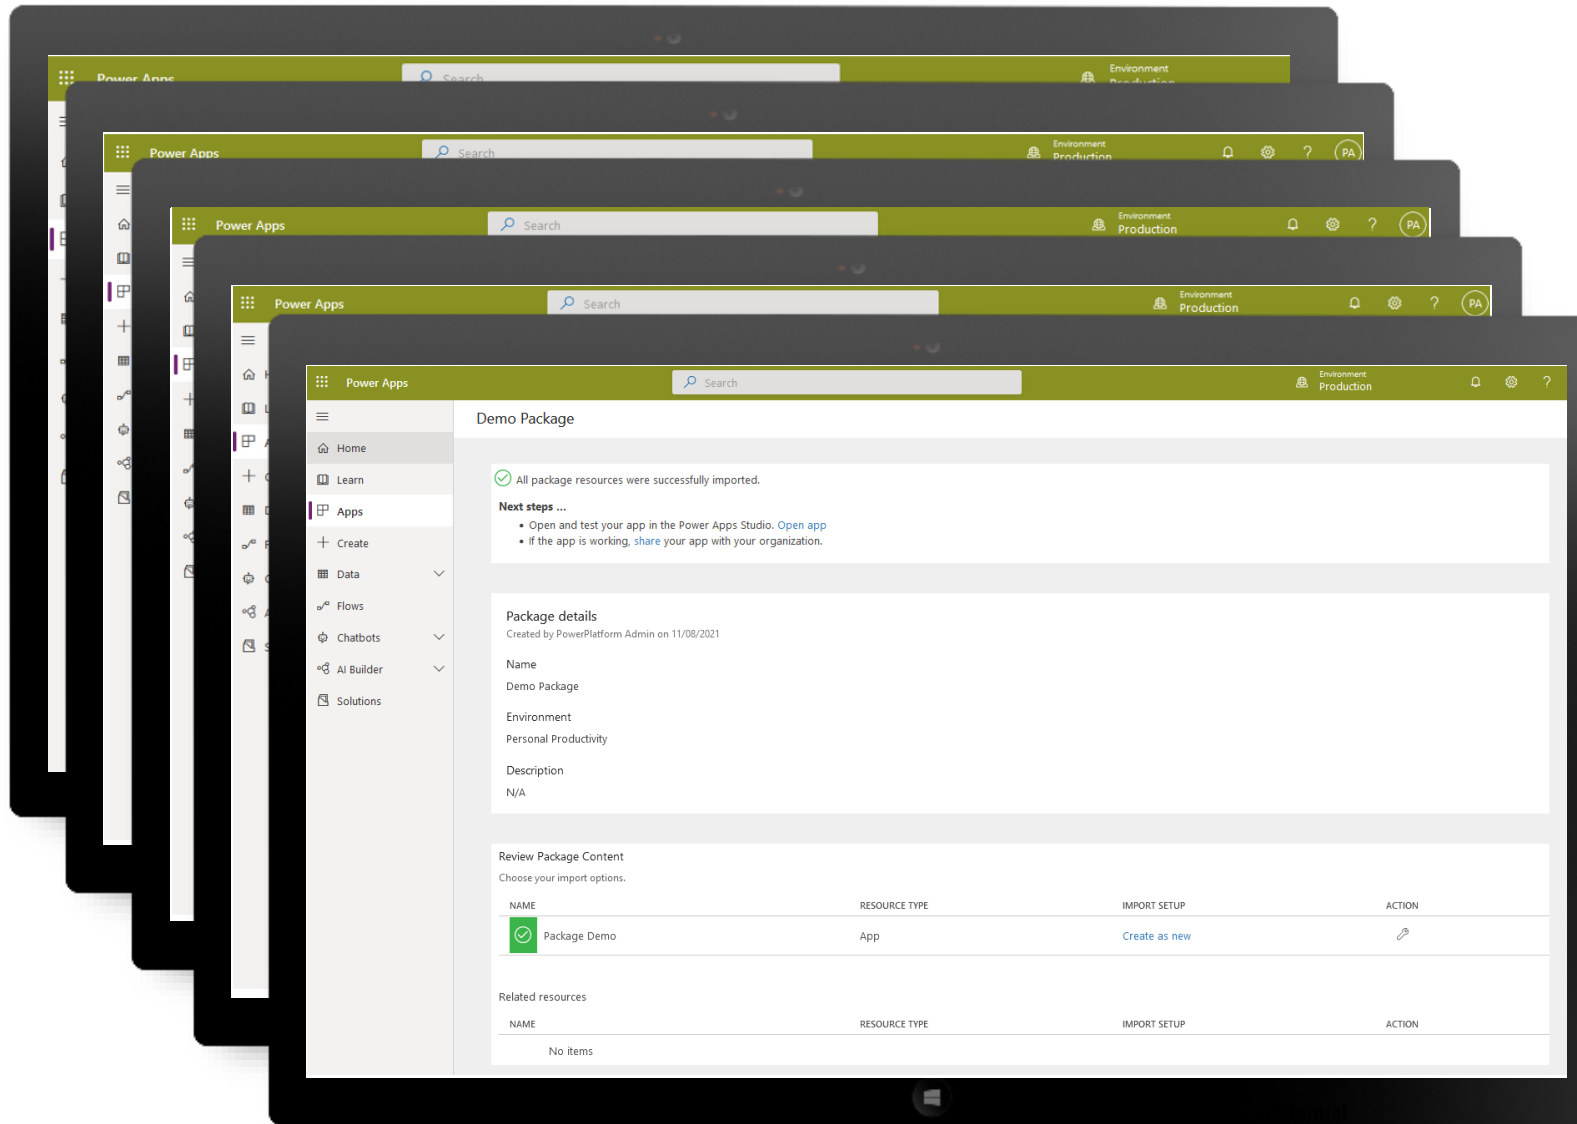 Power Apps
Search
Environment
Production
Power Apps
Search
Environment
Production
PA
Power Apps
Search
Environment
Production
PA
Power Apps
Search
Environment
Production
PA
Power Apps
Search
Environment
Production
Demo Package
Home
Learn
Apps
Create
Data
Flows
Chatbots
AI Builder
Solutions
All package resources were successfully imported.
Next steps ...
• Open and test your app in the Power Apps Studio. Open app
• If the app is working, share your app with your organization.
Package details
Created by PowerPlatform Admin on 11/08/2021
Name
Demo Package
Environment
Personal Productivity
Description
N/A
Review Package Content
Choose your import options.
NAME RESOURCE TYPE IMPORT SETUP ACTION
Package Demo App Create as new
Related resources
NAME RESOURCE TYPE IMPORT SETUP ACTION
No items